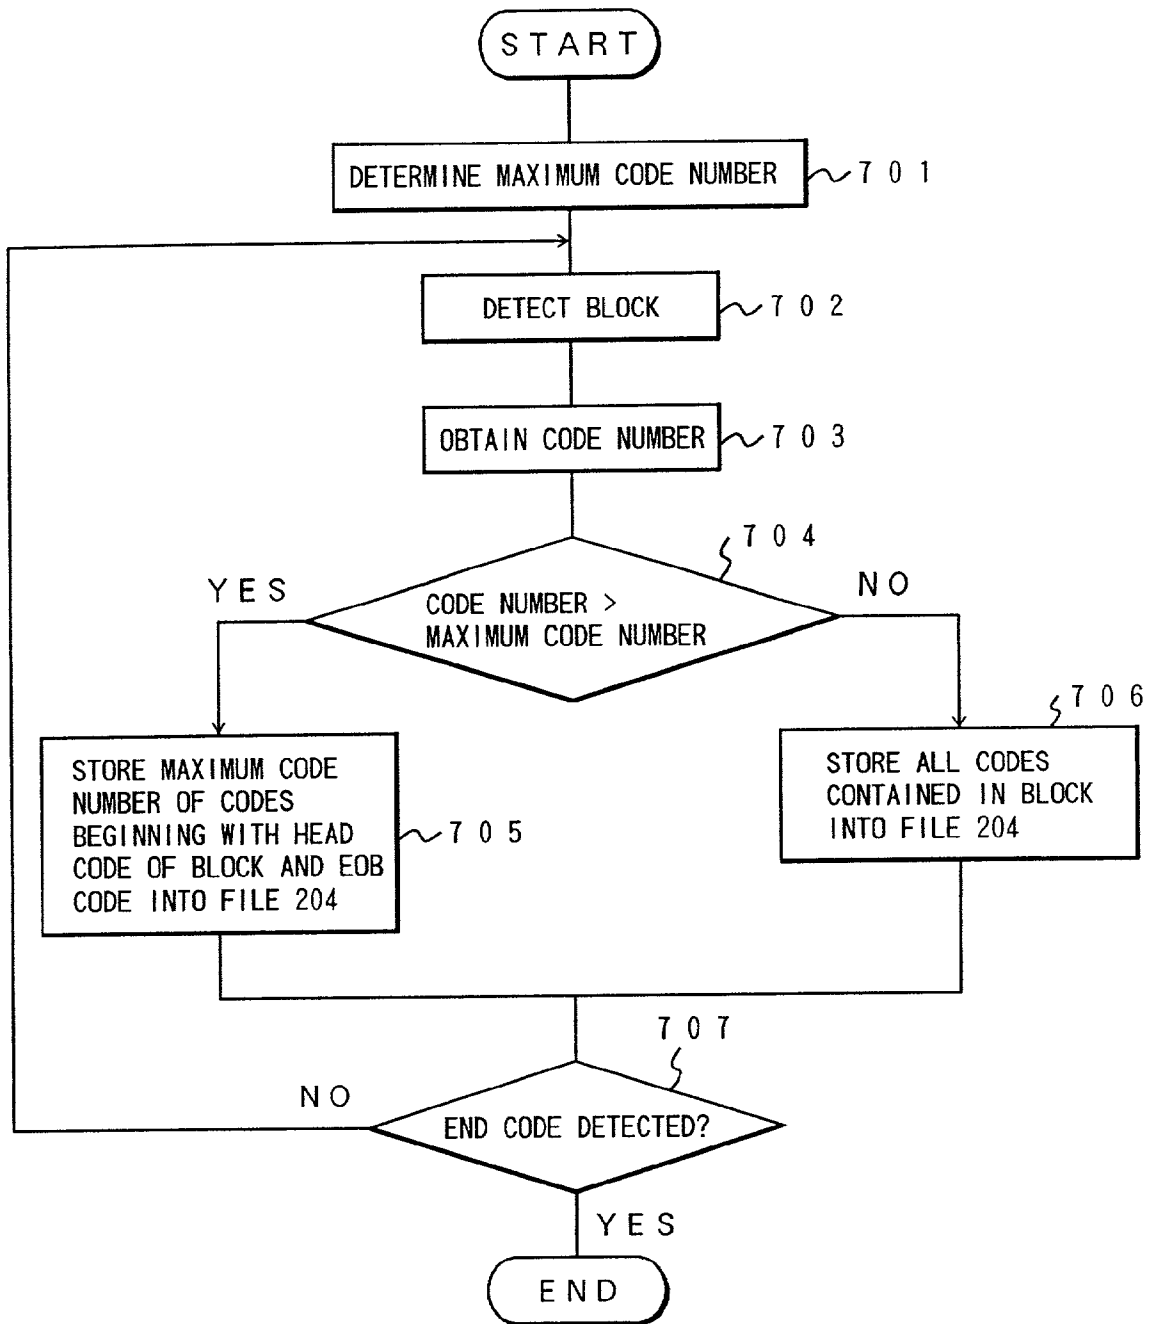 START
DETERMINE MAXIMUM CODE NUMBER
701
DETECT BLOCK
702
OBTAIN CODE NUMBER
703
704
YES
NO
CODE NUMBER >
MAXIMUM CODE NUMBER
706
STORE MAXIMUM CODE
NUMBER OF CODES
BEGINNING WITH HEAD
CODE OF BLOCK AND EOB
CODE INTO FILE 204
705
STORE ALL CODES
CONTAINED IN BLOCK
INTO FILE 204
707
NO
END CODE DETECTED?
YES
END